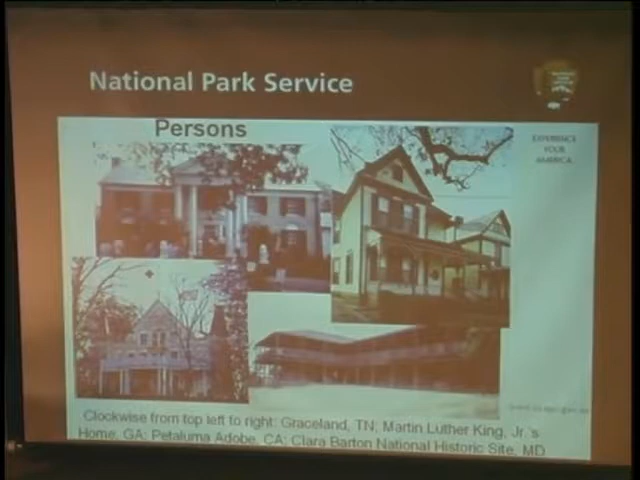 National Park Service
Persons
EXPERIENCE
YOUR
AMERICA
Clockwise from top left to right: Graceland, TN; Martin Luther King, Jr.'s
Home, GA; Petaluma Adobe, CA; Clara Barton National Historic Site, MD